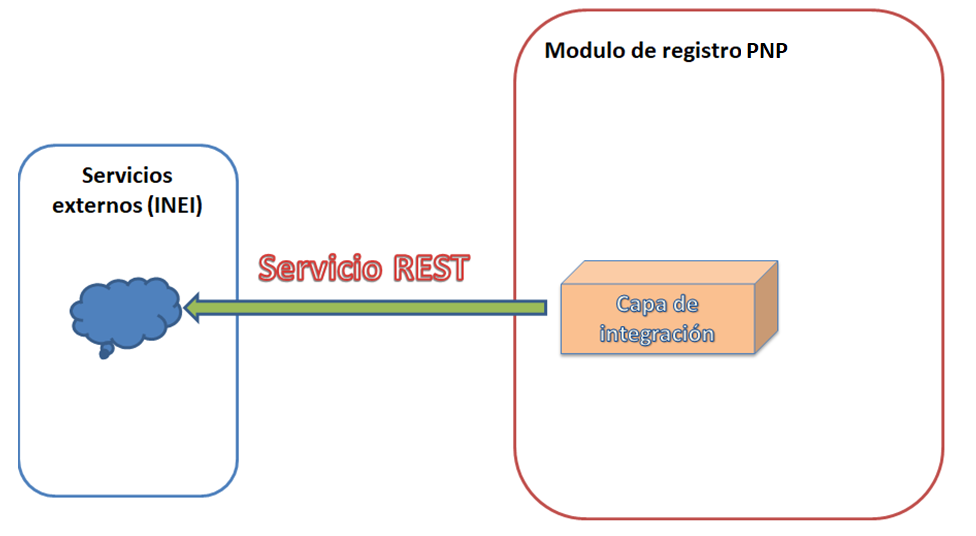 Modulo de registro PNP
Servicios
externos (INEI)
Servicio REST
Capa de
integración